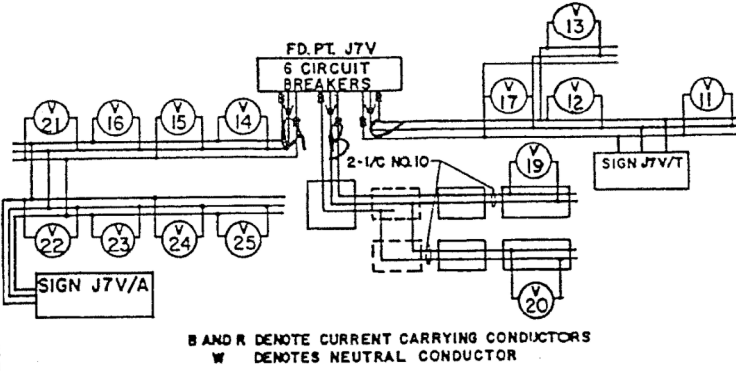 V
13
FD. PT. J7V
6 CIRCUIT
BREAKERS
B W R B W R B W R
V 21 V 16 V 15 V 14
V 17 V 12 V 11
2-1/C NO.10
V 19
SIGN J7V/T
V 22 V 23 V 24 V 25
SIGN J7V/A
V 20
B AND R DENOTE CURRENT CARRYING CONDUCTORS
W DENOTES NEUTRAL CONDUCTOR